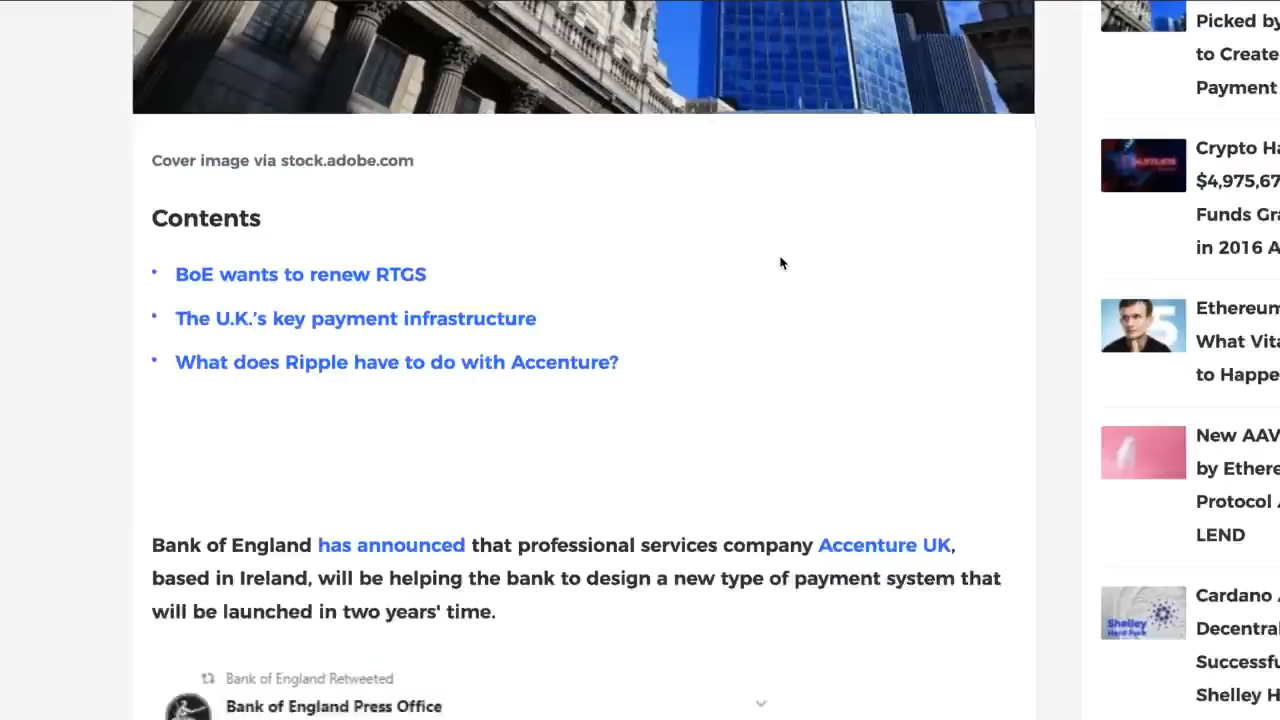 Cover image via stock.adobe.com
Contents
• BoE wants to renew RTGS
• The U.K.’s key payment infrastructure
• What does Ripple have to do with Accenture?
Bank of England has announced that professional services company Accenture UK,
based in Ireland, will be helping the bank to design a new type of payment system that
will be launched in two years' time.
Bank of England Retweeted
Bank of England Press Office
Picked by
to Create
Payment
Crypto Ha
$4,975,67
Funds Gra
in 2016 A
Ethereum
What Vita
to Happe
New AAV
by Ethere
Protocol
LEND
Cardano
Decentral
Successfu
Shelley H
Shelley
Hard Fork